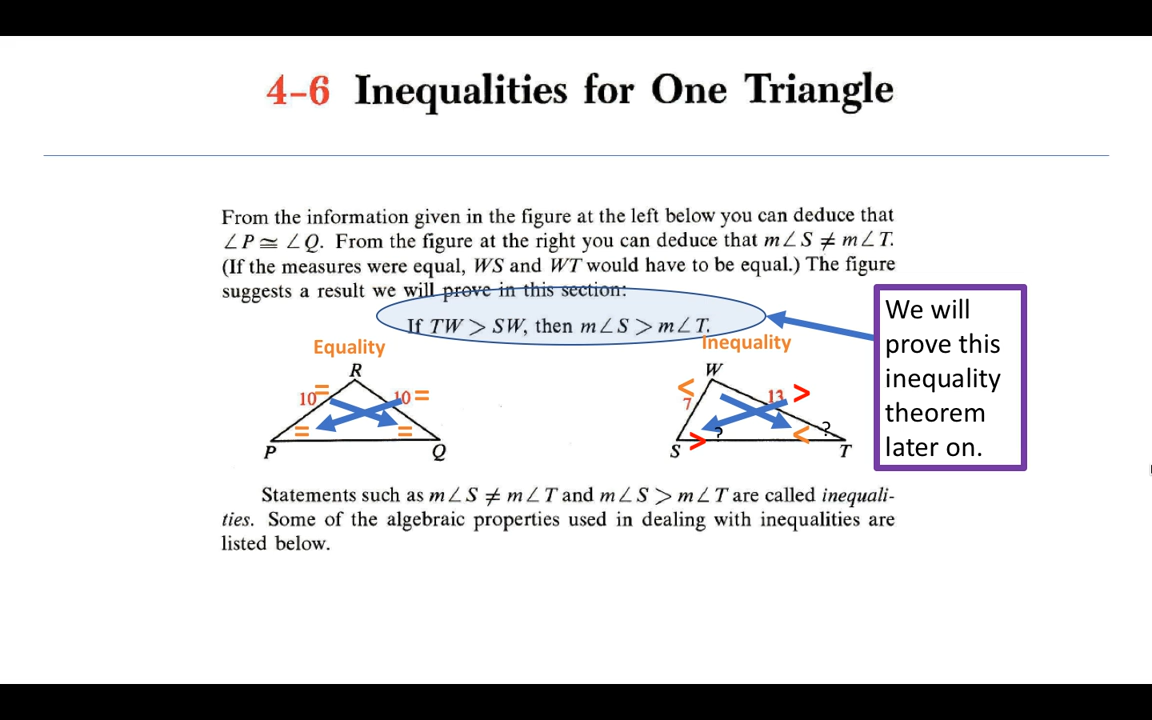 4–6 Inequalities for One Triangle
From the information given in the figure at the left below you can deduce that
∠P ≅ ∠Q. From the figure at the right you can deduce that m∠S ≠ m∠T.
(If the measures were equal, WS and WT would have to be equal.) The figure
suggests a result we will prove in this section:
If TW > SW, then m∠S > m∠T.
Equality
R
10 =
10 =
= =
P
Q
Inequality
W
< 7
13 >
> ?
< ?
S
T
We will
prove this
inequality
theorem
later on.
Statements such as m∠S ≠ m∠T and m∠S > m∠T are called inequali-
ties. Some of the algebraic properties used in dealing with inequalities are
listed below.